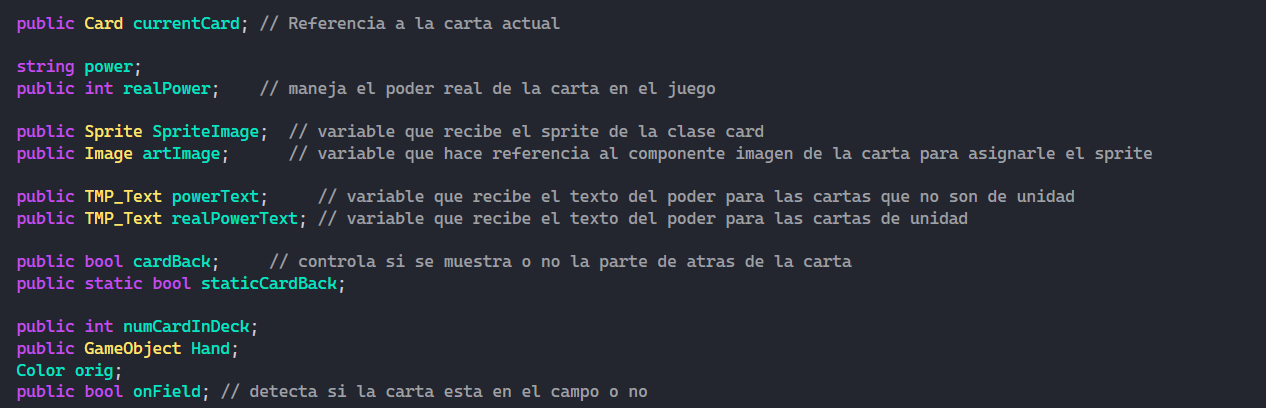 public Card currentCard; // Referencia a la carta actual
string power;
public int realPower;    // maneja el poder real de la carta en el juego
public Sprite SpriteImage;  // variable que recibe el sprite de la clase card
public Image artImage;      // variable que hace referencia al componente imagen de la carta para asignarle el sprite
public TMP_Text powerText;     // variable que recibe el texto del poder para las cartas que no son de unidad
public TMP_Text realPowerText; // variable que recibe el texto del poder para las cartas de unidad
public bool cardBack;     // controla si se muestra o no la parte de atras de la carta
public static bool staticCardBack;
public int numCardInDeck;
public GameObject Hand;
Color orig;
public bool onField; // detecta si la carta esta en el campo o no